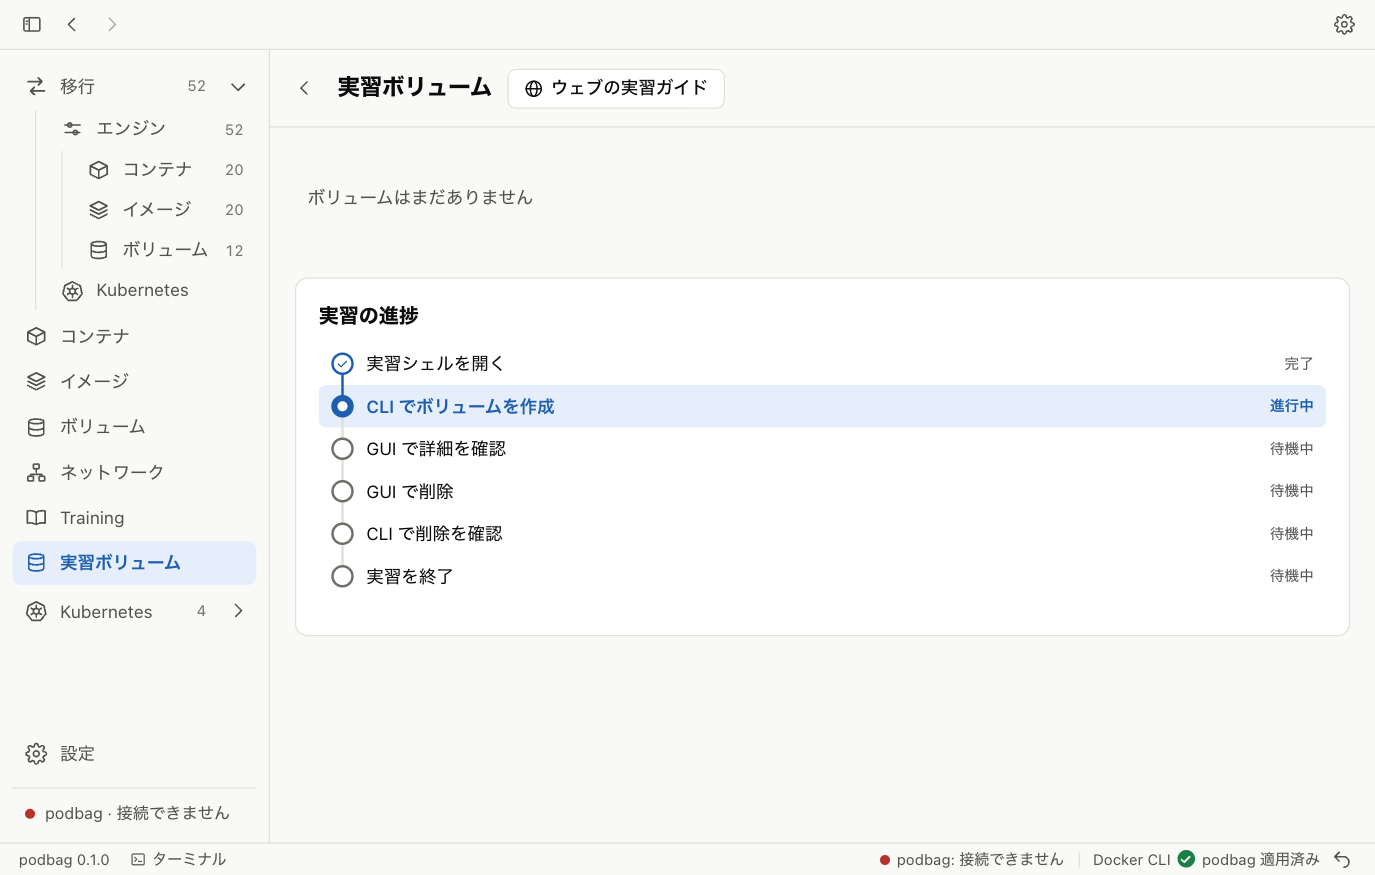 移行 52
エンジン 52
コンテナ 20
イメージ 20
ボリューム 12
Kubernetes
コンテナ
イメージ
ボリューム
ネットワーク
Training
実習ボリューム
Kubernetes 4
設定
podbag · 接続できません
実習ボリューム ウェブの実習ガイド
ボリュームはまだありません
実習の進捗
実習シェルを開く 完了
CLI でボリュームを作成 進行中
GUI で詳細を確認 待機中
GUI で削除 待機中
CLI で削除を確認 待機中
実習を終了 待機中
podbag 0.1.0 ターミナル podbag: 接続できません Docker CLI podbag 適用済み